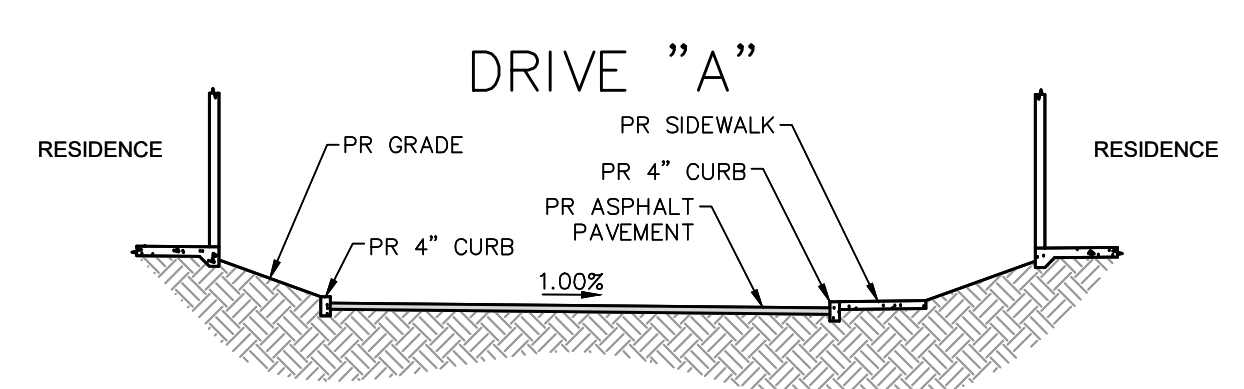 DRIVE "A"
RESIDENCE
PR GRADE
PR SIDEWALK
RESIDENCE
PR 4" CURB
PR ASPHALT
PAVEMENT
PR 4" CURB
1.00%